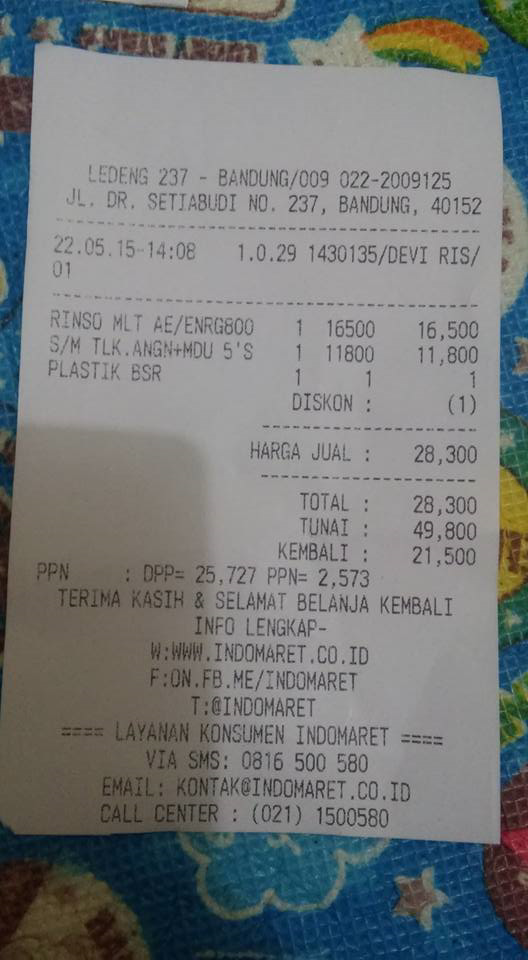 LEDENG 237 - BANDUNG/009 022-2009125
JL. DR. SETIABUDI NO. 237, BANDUNG, 40152
22.05.15-14:08 1.0.29 1430135/DEVI RIS/
01
RINSO MLT AE/ENRG800 1 16500 16,500
S/M TLK.ANGN+MDU 5'S 1 11800 11,800
PLASTIK BSR 1 1 1
DISKON : (1)
HARGA JUAL : 28,300
TOTAL : 28,300
TUNAI : 49,800
KEMBALI : 21,500
PPN : DPP= 25,727 PPN= 2,573
TERIMA KASIH & SELAMAT BELANJA KEMBALI
INFO LENGKAP-
W:WWW.INDOMARET.CO.ID
F:ON.FB.ME/INDOMARET
T:@INDOMARET
==== LAYANAN KONSUMEN INDOMARET ====
VIA SMS: 0816 500 580
EMAIL: KONTAK@INDOMARET.CO.ID
CALL CENTER : (021) 1500580